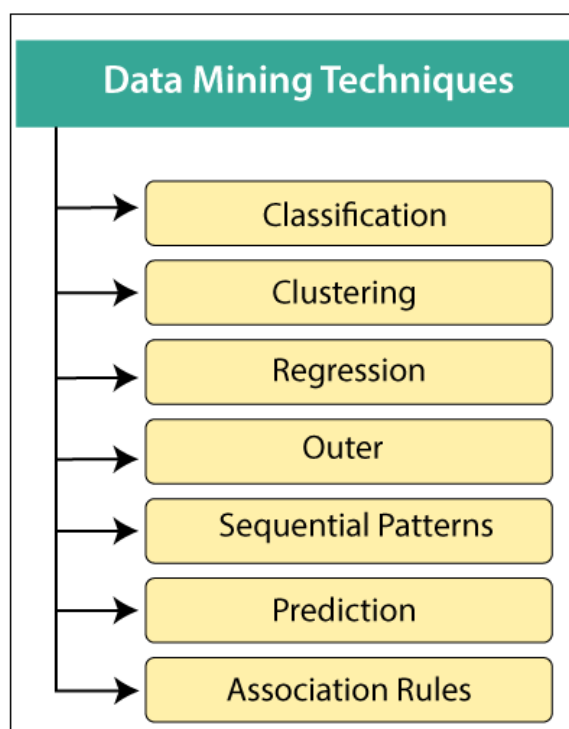 Data Mining Techniques
Classification
Clustering
Regression
Outer
Sequential Patterns
Prediction
Association Rules